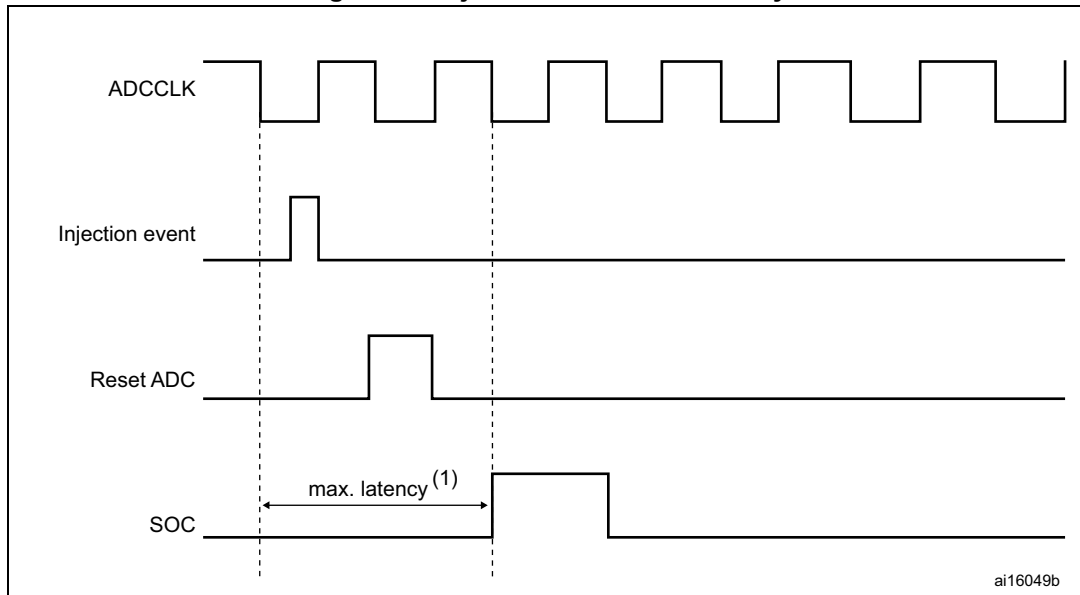 ADCCLK
Injection event
Reset ADC
max. latency (1)
SOC
ai16049b